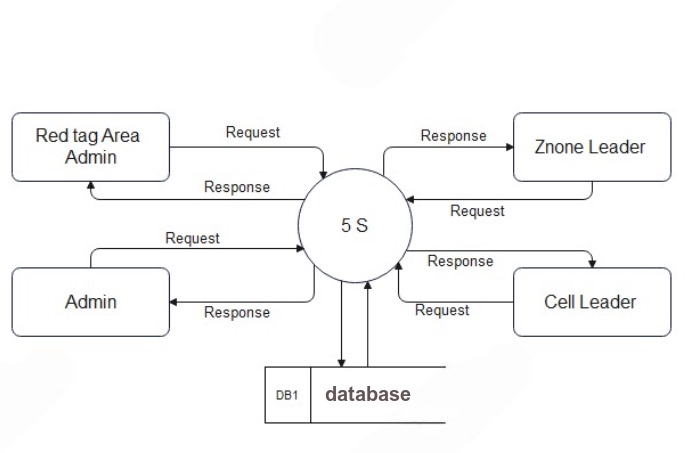 Request
Red tag Area
Admin
Response
5 S
Response
Znone Leader
Request
Request
Admin
Response
Response
Cell Leader
Request
DB1
database